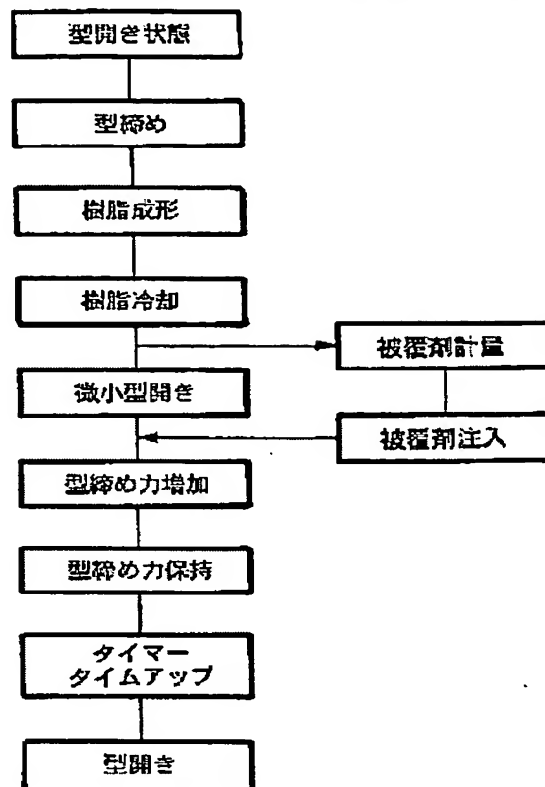 型開き状態
型締め
樹脂成形
樹脂冷却
被覆剤計量
微小型開き
被覆剤注入
型締め力増加
型締め力保持
タイマー
タイムアップ
型開き